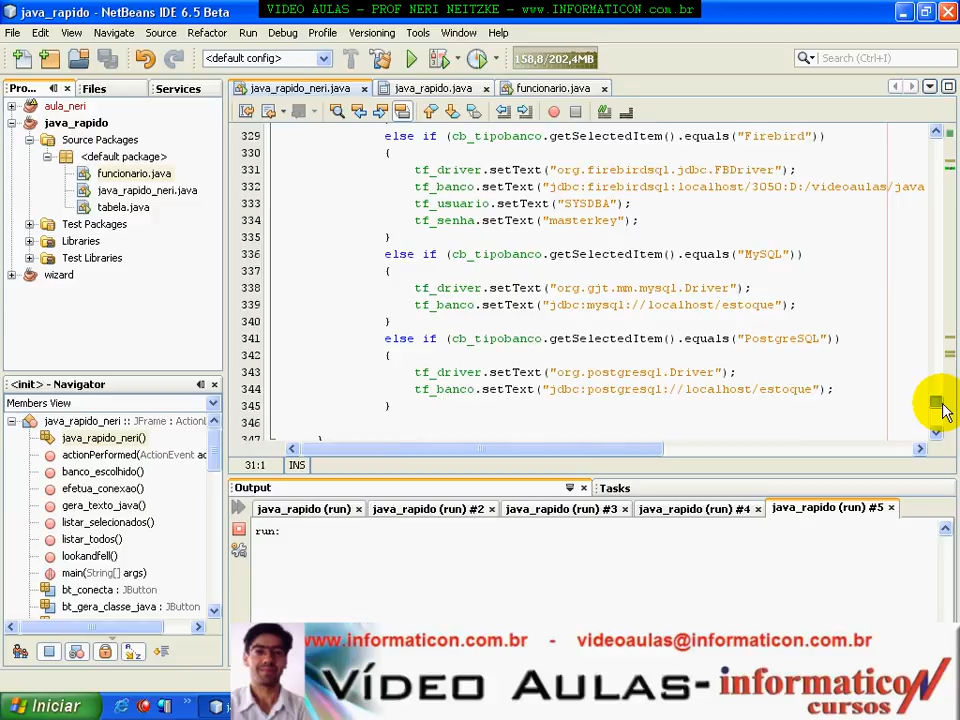 java_rapido - NetBeans IDE 6.5 Beta
VIDEO AULAS - PROF NERI NEITZKE - www.INFORMATICON.com.br
File Edit View Navigate Source Refactor Run Debug Profile Versioning Tools Window Help
<default config>
158,8/202,4MB
Search (Ctrl+I)
Pro...
Files
Services
java_rapido_neri.java
java_rapido.java
funcionario.java
aula_neri
java_rapido
Source Packages
<default package>
funcionario.java
java_rapido_neri.java
tabela.java
Test Packages
Libraries
Test Libraries
wizard
329 else if (cb_tipobanco.getSelectedItem().equals("Firebird"))
330 {
331 tf_driver.setText("org.firebirdsql.jdbc.FBDriver");
332 tf_banco.setText("jdbc:firebirdsql:localhost/3050:D:/videoaulas/java
333 tf_usuario.setText("SYSDBA");
334 tf_senha.setText("masterkey");
335 }
336 else if (cb_tipobanco.getSelectedItem().equals("MySQL"))
337 {
338 tf_driver.setText("org.gjt.mm.mysql.Driver");
339 tf_banco.setText("jdbc:mysql://localhost/estoque");
340 }
341 else if (cb_tipobanco.getSelectedItem().equals("PostgreSQL"))
342 {
343 tf_driver.setText("org.postgresql.Driver");
344 tf_banco.setText("jdbc:postgresql://localhost/estoque");
345 }
346
347 }
31:1
INS
<init> - Navigator
Members View
java_rapido_neri :: JFrame : ActionL
java_rapido_neri()
actionPerformed(ActionEvent ac
banco_escolhido()
efetua_conexao()
gera_texto_java()
listar_selecionados()
listar_todos()
lookandfell()
main(String[] args)
bt_conecta : JButton
bt_gera_classe_java : JButton
Output
Tasks
java_rapido (run)
java_rapido (run) #2
java_rapido (run) #3
java_rapido (run) #4
java_rapido (run) #5
run:
www.informaticon.com.br - videoaulas@informaticon.com.br
VÍDEO AULAS-
informaticon
cursos
Iniciar